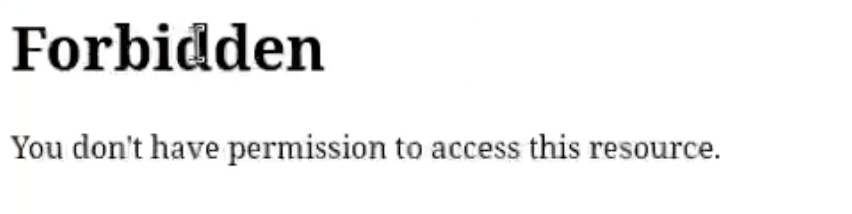 Forbidden
You don't have permission to access this resource.